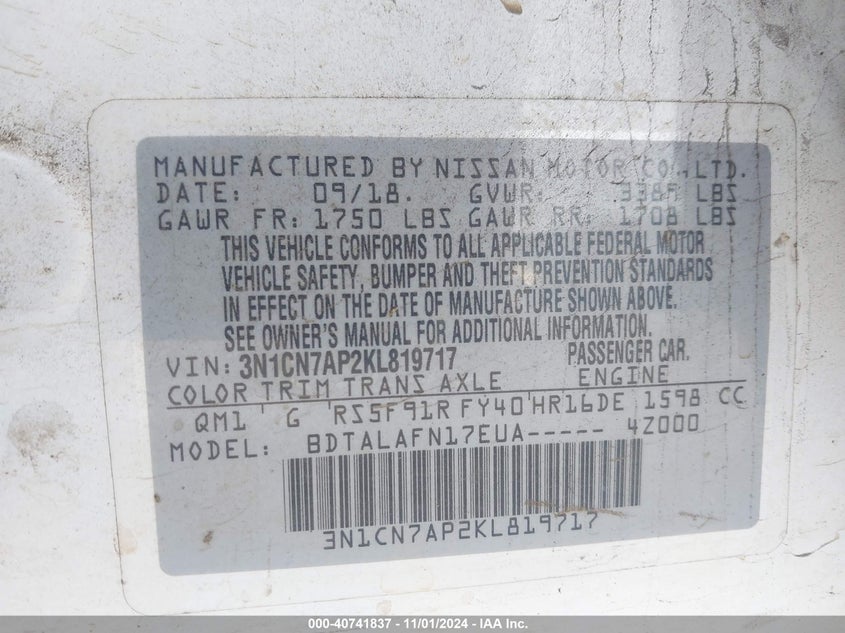 MANUFACTURED BY NISSAN MOTOR CO.,LTD.
DATE: 09/18. GVWR: 3389 LBS
GAWR FR: 1750 LBS GAWR RR: 1708 LBS
THIS VEHICLE CONFORMS TO ALL APPLICABLE FEDERAL MOTOR
VEHICLE SAFETY, BUMPER AND THEFT PREVENTION STANDARDS
IN EFFECT ON THE DATE OF MANUFACTURE SHOWN ABOVE.
SEE OWNER'S MANUAL FOR ADDITIONAL INFORMATION.
VIN: 3N1CN7AP2KL819717 PASSENGER CAR.
COLOR TRIM TRANS AXLE ENGINE
QM1 G RS5F91R FY40 HR16DE 1598 CC
MODEL: BDTALAFN17EUA----- 4Z000
3N1CN7AP2KL819717
000-40741837 - 11/01/2024 - IAA Inc.